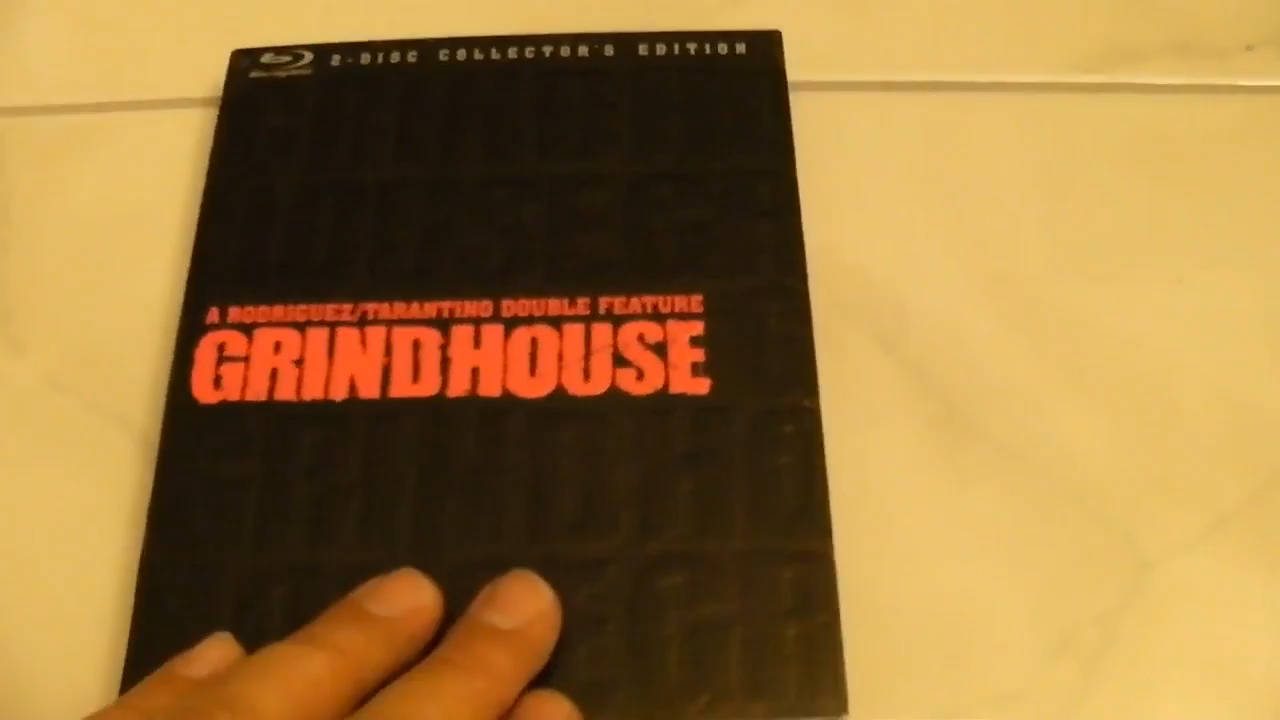 2-DISC COLLECTOR'S EDITION
A RODRIGUEZ/TARANTINO DOUBLE FEATURE
GRINDHOUSE